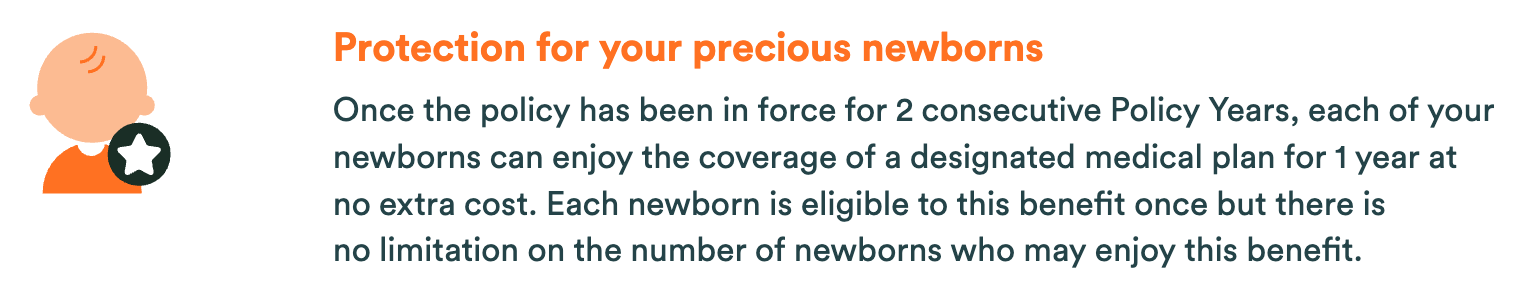 Protection for your precious newborns
Once the policy has been in force for 2 consecutive Policy Years, each of your
newborns can enjoy the coverage of a designated medical plan for 1 year at
no extra cost. Each newborn is eligible to this benefit once but there is
no limitation on the number of newborns who may enjoy this benefit.